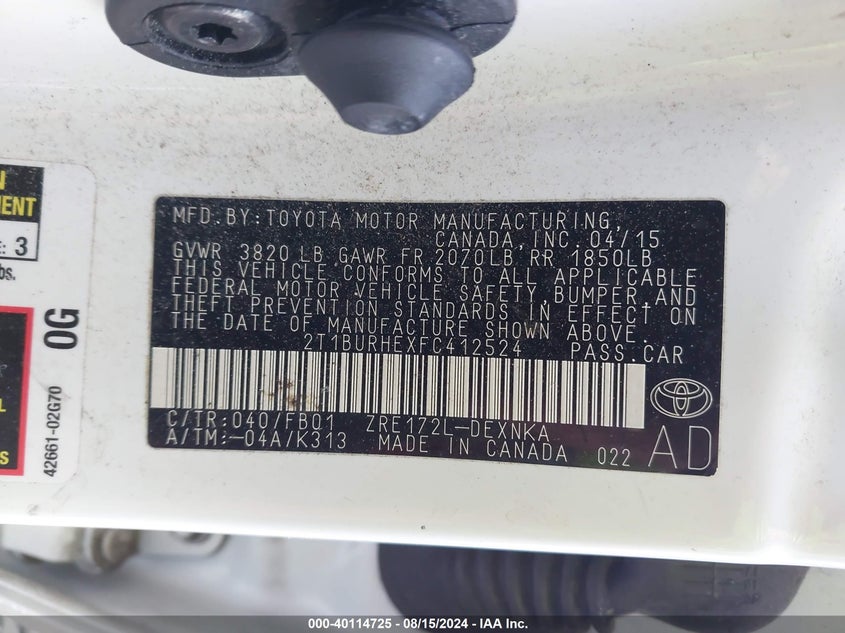 MFD.BY:TOYOTA MOTOR MANUFACTURING,
CANADA, INC. 04/15
GVWR 3820 LB GAWR FR 2070LB RR 1850LB
THIS VEHICLE CONFORMS TO ALL APPLICABLE
FEDERAL MOTOR VEHICLE SAFETY, BUMPER, AND
THEFT PREVENTION STANDARDS IN EFFECT ON
THE DATE OF MANUFACTURE SHOWN ABOVE.
2T1BURHEXFC412524 PASS.CAR
C/TR:040/FB01 ZRE172L-DEXNKA
A/TM:-04A/K313 MADE IN CANADA 022 AD
N
MENT
E: 3
bs.
L
S
0G
42661-02G70
000-40114725 - 08/15/2024 - IAA Inc.